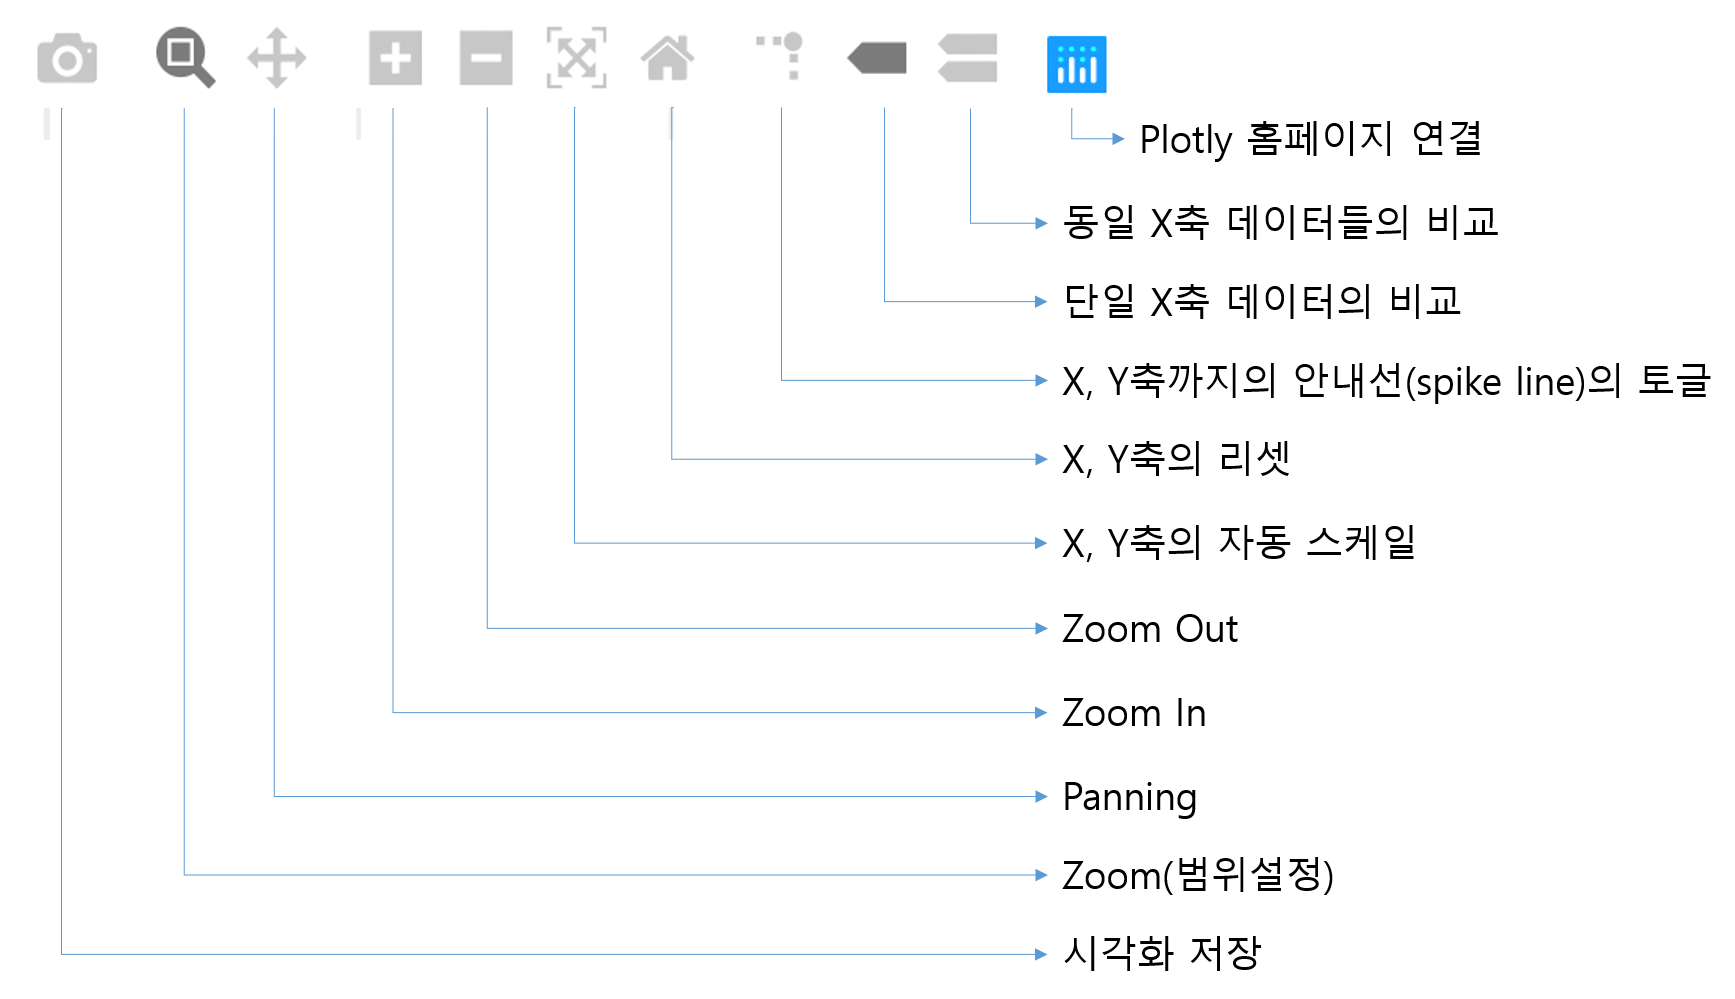 Plotly 홈페이지 연결
동일 X축 데이터들의 비교
단일 X축 데이터의 비교
X, Y축까지의 안내선(spike line)의 토글
X, Y축의 리셋
X, Y축의 자동 스케일
Zoom Out
Zoom In
Panning
Zoom(범위설정)
시각화 저장